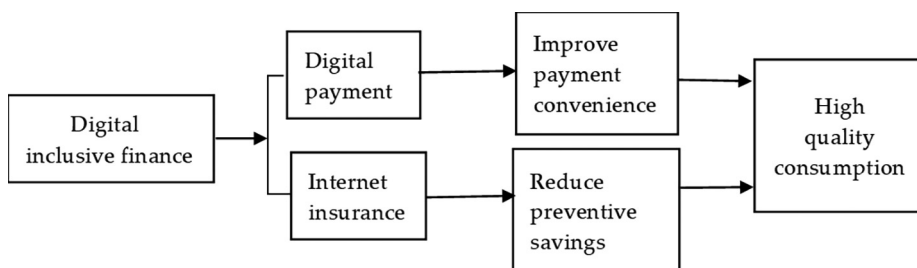 Digital
inclusive finance
Digital
payment
Improve
payment
convenience
Internet
insurance
Reduce
preventive
savings
High
quality
consumption